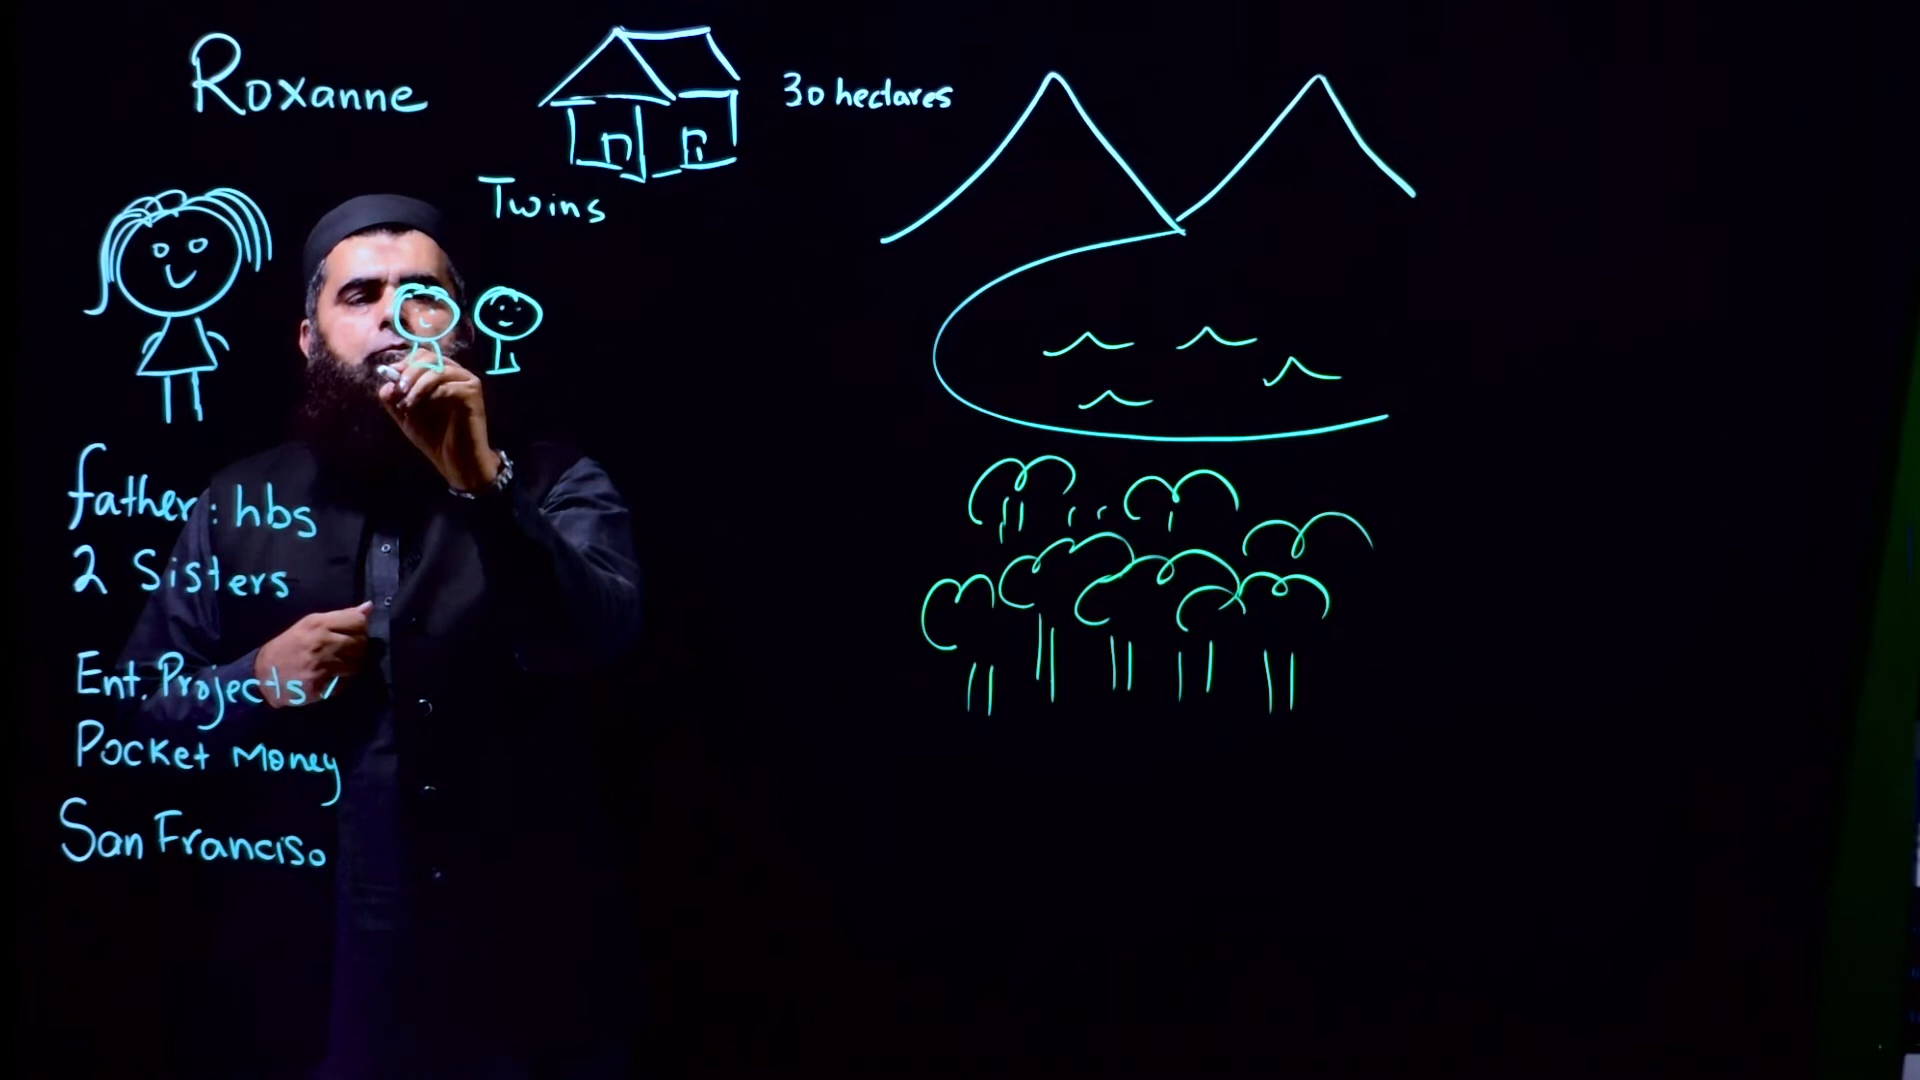 Roxanne
30 hectares
Twins
father: hbs
2 Sisters
Ent. Projects,
Pocket Money
San Franciso